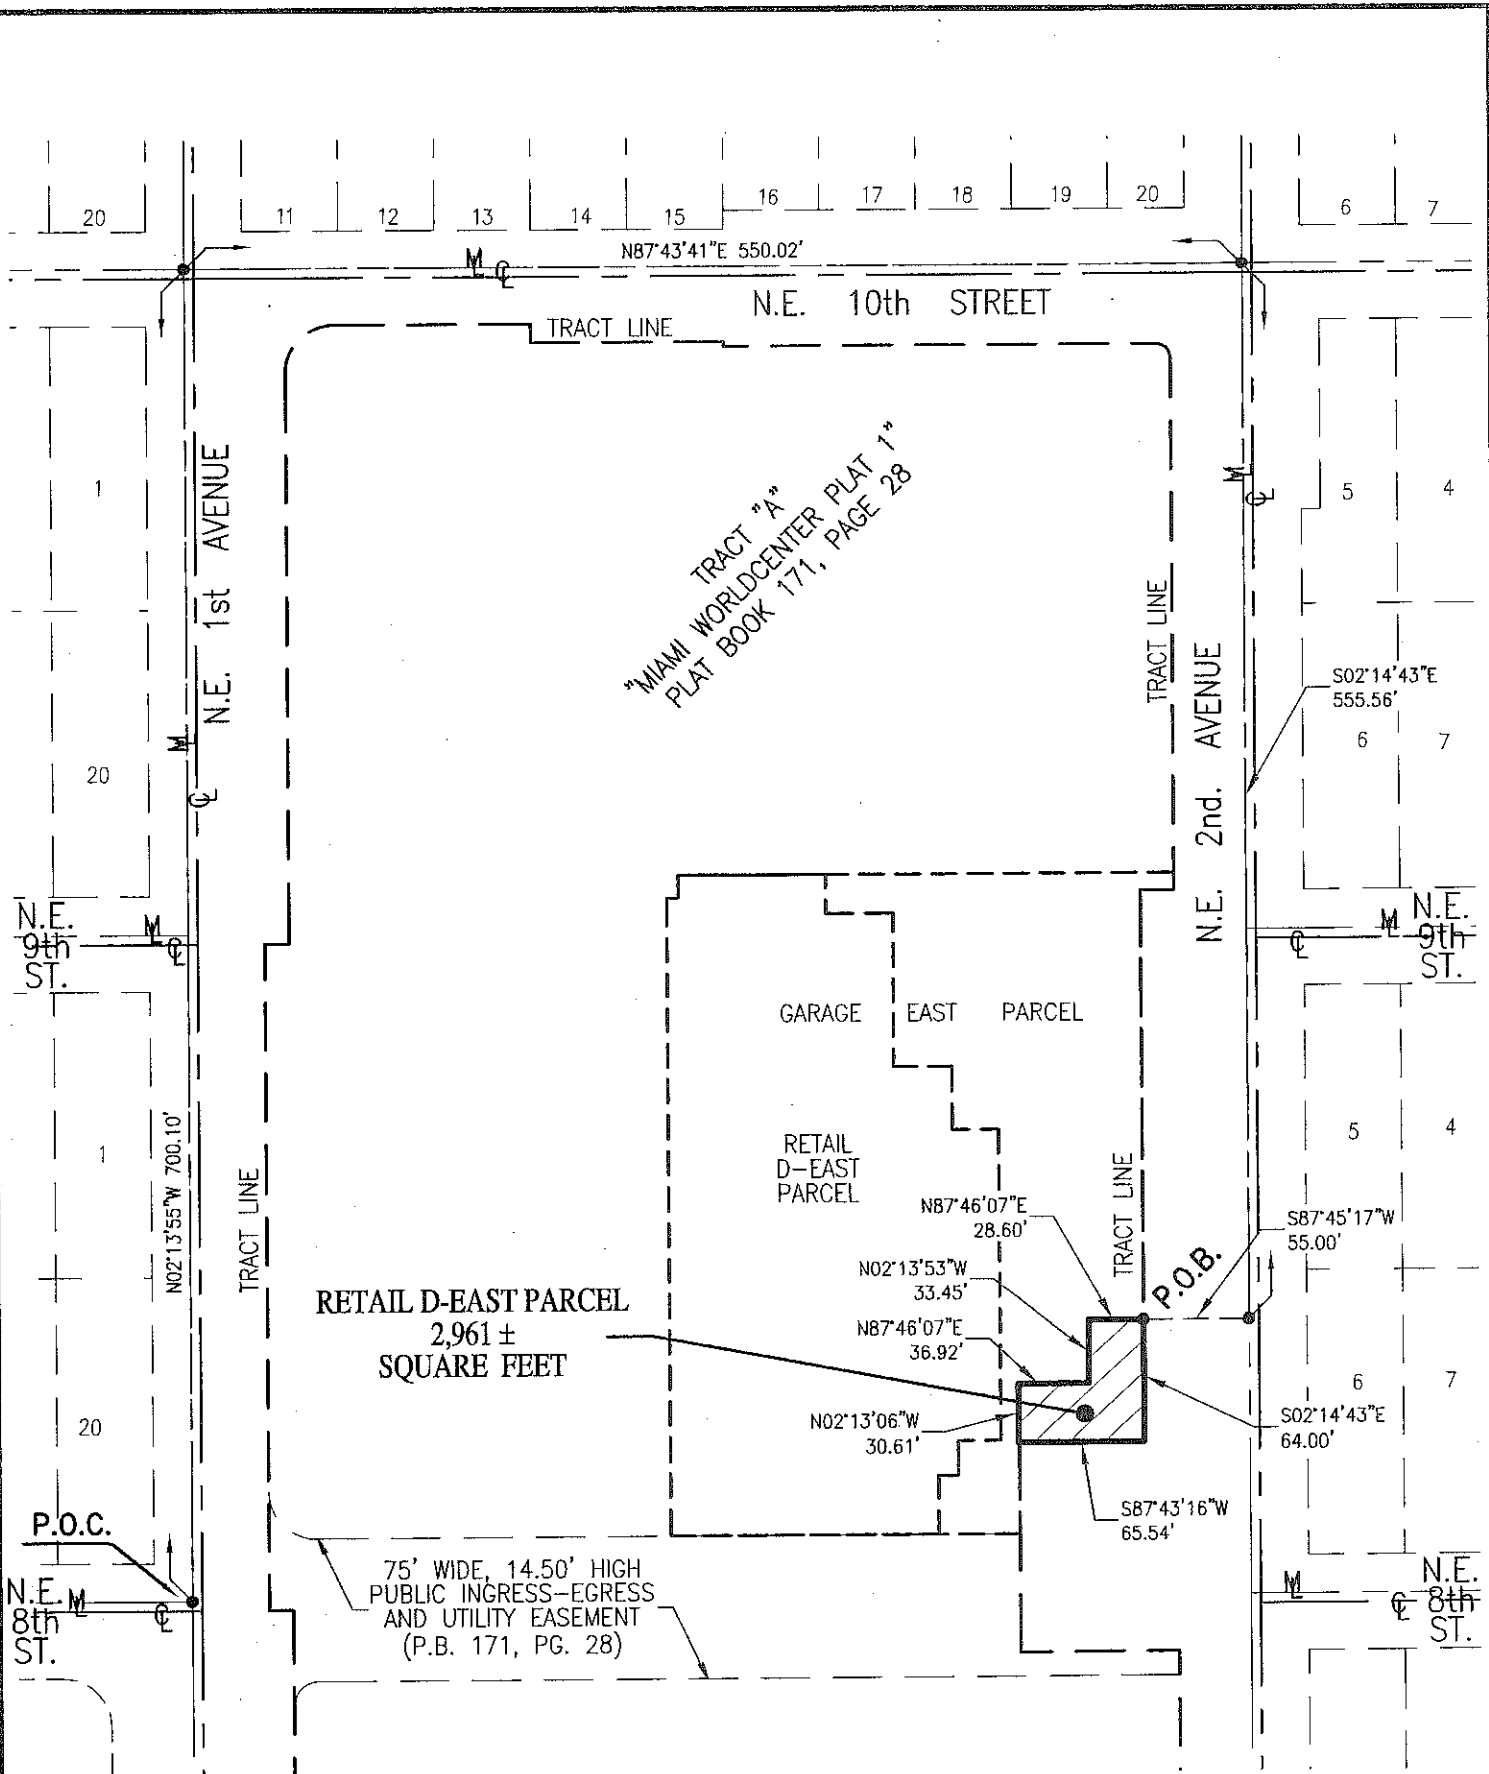 20
11
12
13
14
15
16
17
18
19
20
6
7
N87°43'41"E 550.02'
M
℄
N.E. 10th STREET
TRACT LINE
1
N.E. 1st AVENUE
TRACT "A"
"MIAMI WORLDCENTER PLAT 1"
PLAT BOOK 171, PAGE 28
M
℄
5
4
TRACT LINE
N.E. 2nd. AVENUE
S02°14'43"E
555.56'
6
7
M
20
℄
N.E.
9th
ST.
M
℄
M
℄
N.E.
9th
ST.
GARAGE EAST PARCEL
1
N02°13'55"W 700.10'
TRACT LINE
RETAIL
D-EAST
PARCEL
TRACT LINE
5
4
N87°46'07"E
28.60'
S87°45'17"W
55.00'
P.O.B.
N02°13'53"W
33.45'
RETAIL D-EAST PARCEL
2,961 ±
SQUARE FEET
N87°46'07"E
36.92'
6
7
20
N02°13'06"W
30.61'
S02°14'43"E
64.00'
S87°43'16"W
65.54'
P.O.C.
75' WIDE, 14.50' HIGH
PUBLIC INGRESS-EGRESS
AND UTILITY EASEMENT
(P.B. 171, PG. 28)
N.E.
8th
ST.
M
℄
M
℄
N.E.
8th
ST.